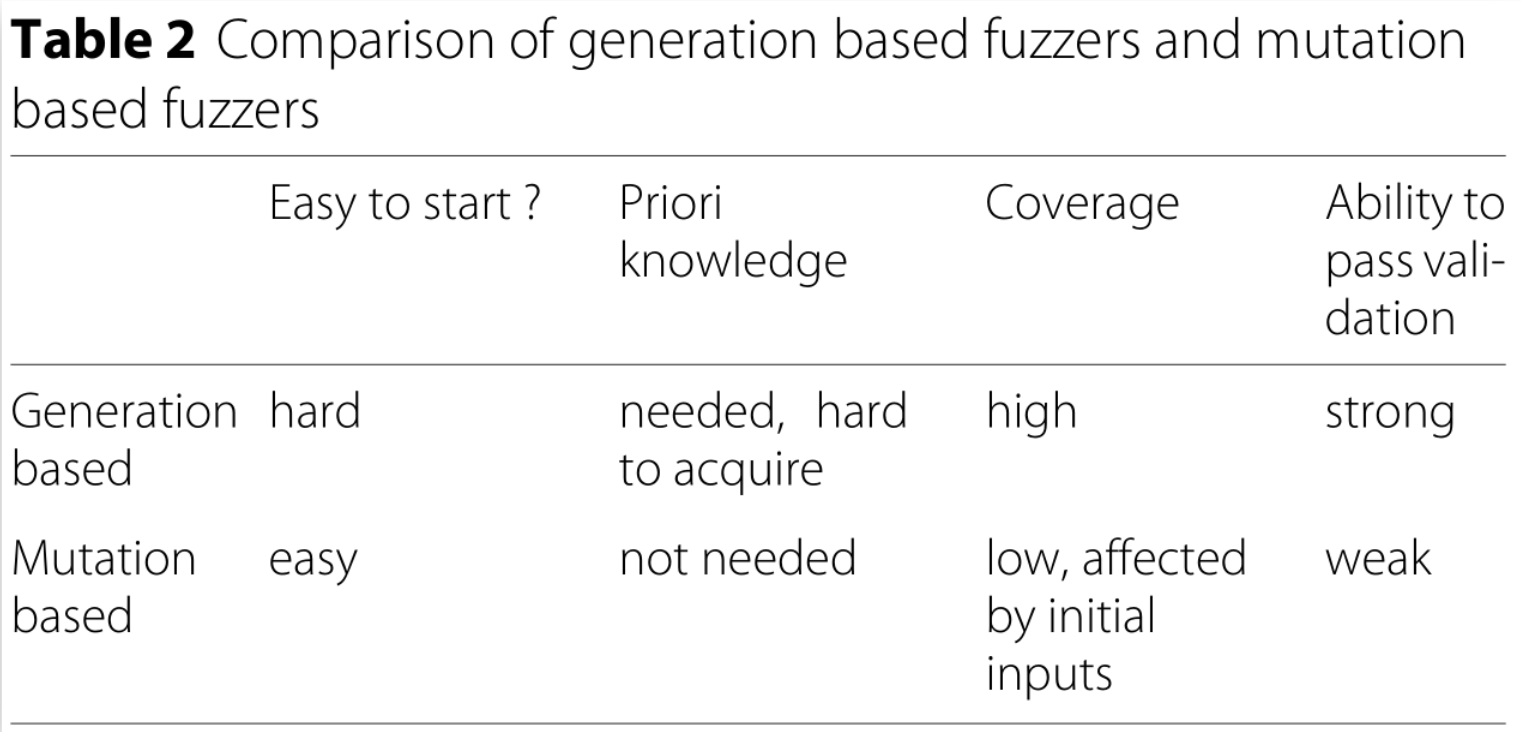 Table 2 Comparison of generation based fuzzers and mutation
based fuzzers
Easy to start ? Priori knowledge Coverage Ability to pass vali-dation
Generation based hard needed, hard to acquire high strong
Mutation based easy not needed low, affected by initial inputs weak